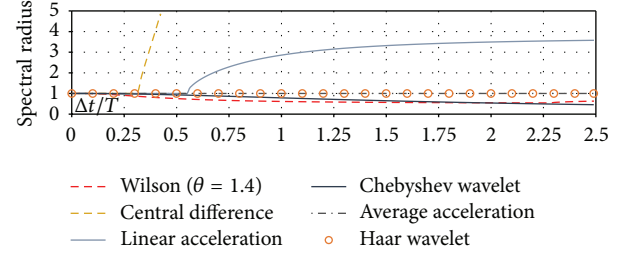 Spectral radius
5
4
3
2
1
0
Δt/T
0 0.25 0.5 0.75 1 1.25 1.5 1.75 2 2.25 2.5
Wilson (θ = 1.4)
Central difference
Linear acceleration
Chebyshev wavelet
Average acceleration
Haar wavelet